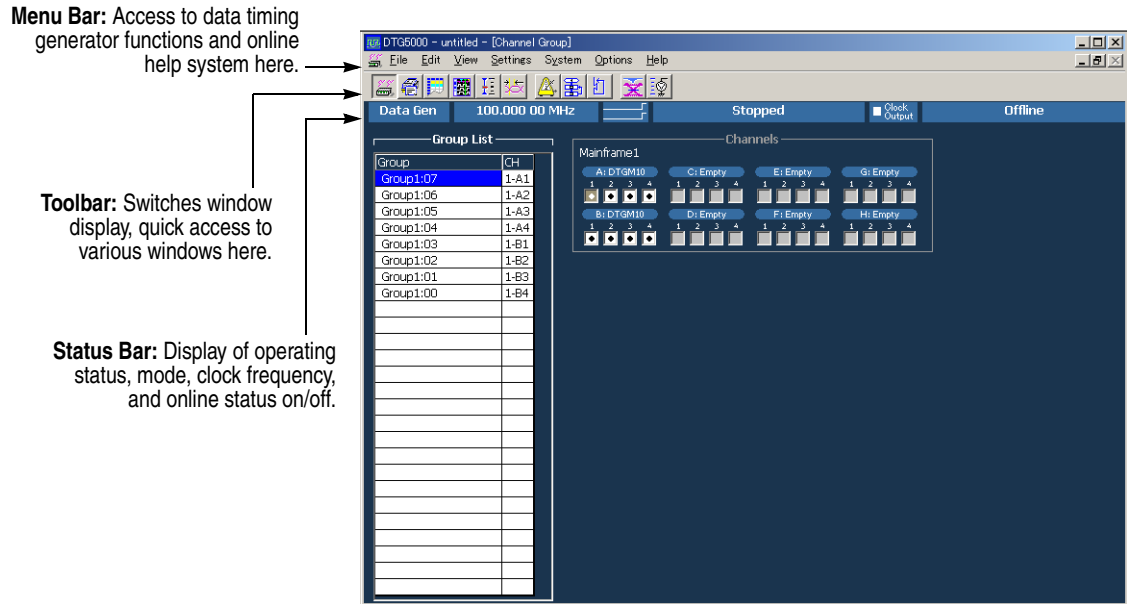 Menu Bar: Access to data timing
generator functions and online
help system here.
Toolbar: Switches window
display, quick access to
various windows here.
Status Bar: Display of operating
status, mode, clock frequency,
and online status on/off.
DTG5000 - untitled - [Channel Group]
File Edit View Settings System Options Help
Data Gen 100.000 00 MHz Stopped Clock Output Offline
Group List
Group CH
Group1:07 1-A1
Group1:06 1-A2
Group1:05 1-A3
Group1:04 1-A4
Group1:03 1-B1
Group1:02 1-B2
Group1:01 1-B3
Group1:00 1-B4
Channels
Mainframe1
A: DTGM10 C: Empty E: Empty G: Empty
1 2 3 4 1 2 3 4 1 2 3 4 1 2 3 4
B: DTGM10 D: Empty F: Empty H: Empty
1 2 3 4 1 2 3 4 1 2 3 4 1 2 3 4